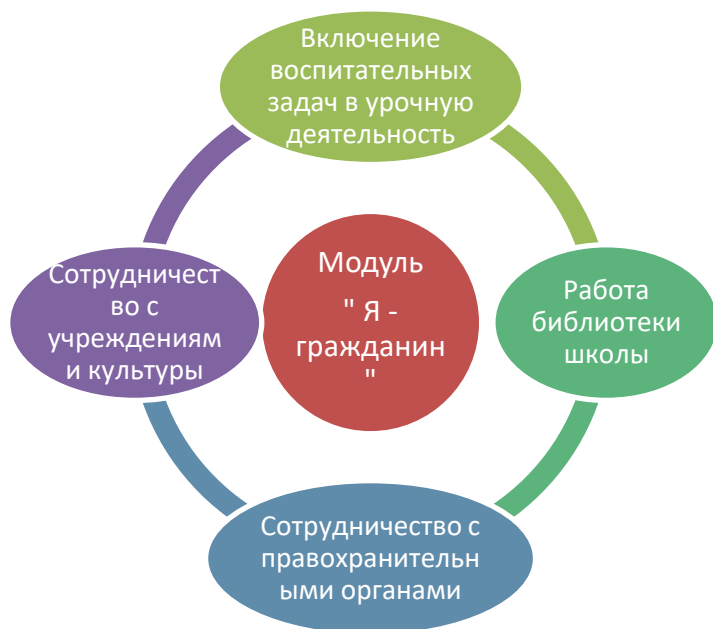 Включение
воспитательных
задач в урочную
деятельность
Модуль
" Я -
гражданин
"
Работа
библиотеки
школы
Сотрудничество с
правохранительн
ыми органами
Сотрудничест
во с
учреждениям
и культуры